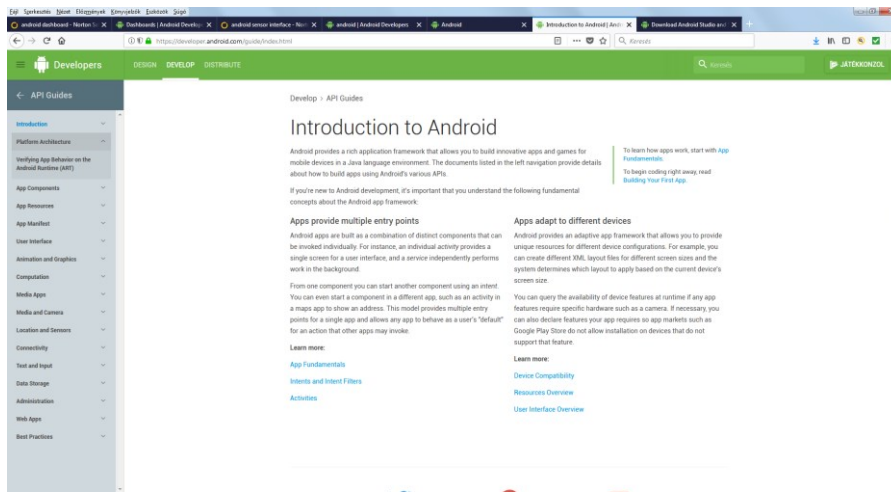 Fájl Szerkesztés Nézet Előzmények Könyvjelzők Eszközök Súgó
android dashboard - Norton Sa
Dashboards | Android Develop
android sensor interface - Nort
android | Android Developers
Android
Introduction to Android | Andr
Download Android Studio and
https://developer.android.com/guide/index.html
Keresés
Developers
DESIGN DEVELOP DISTRIBUTE
Keresés
JÁTÉKKONZOL
API Guides
Introduction
Platform Architecture
Verifying App Behavior on the
Android Runtime (ART)
App Components
App Resources
App Manifest
User Interface
Animation and Graphics
Computation
Media Apps
Media and Camera
Location and Sensors
Connectivity
Text and Input
Data Storage
Administration
Web Apps
Best Practices
Develop > API Guides
Introduction to Android
Android provides a rich application framework that allows you to build innovative apps and games for
mobile devices in a Java language environment. The documents listed in the left navigation provide details
about how to build apps using Android's various APIs.
If you're new to Android development, it's important that you understand the following fundamental
concepts about the Android app framework:
To learn how apps work, start with App
Fundamentals.
To begin coding right away, read
Building Your First App.
Apps provide multiple entry points
Android apps are built as a combination of distinct components that can
be invoked individually. For instance, an individual activity provides a
single screen for a user interface, and a service independently performs
work in the background.
From one component you can start another component using an intent.
You can even start a component in a different app, such as an activity in
a maps app to show an address. This model provides multiple entry
points for a single app and allows any app to behave as a user's "default"
for an action that other apps may invoke.
Learn more:
App Fundamentals
Intents and Intent Filters
Activities
Apps adapt to different devices
Android provides an adaptive app framework that allows you to provide
unique resources for different device configurations. For example, you
can create different XML layout files for different screen sizes and the
system determines which layout to apply based on the current device's
screen size.
You can query the availability of device features at runtime if any app
features require specific hardware such as a camera. If necessary, you
can also declare features your app requires so app markets such as
Google Play Store do not allow installation on devices that do not
support that feature.
Learn more:
Device Compatibility
Resources Overview
User Interface Overview